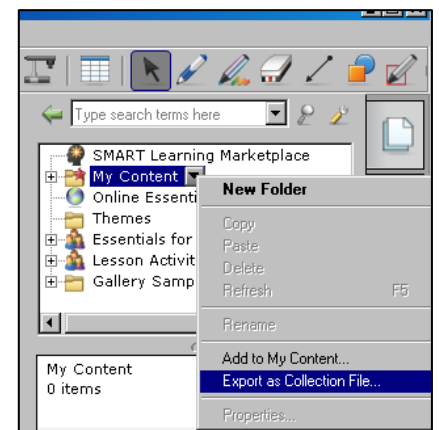 Type search terms here
SMART Learning Marketplace
My Content
Online Essenti
Themes
Essentials for
Lesson Activit
Gallery Samp
New Folder
Copy
Paste
Delete
Refresh F5
Rename
Add to My Content...
Export as Collection File...
Properties...
My Content
0 items